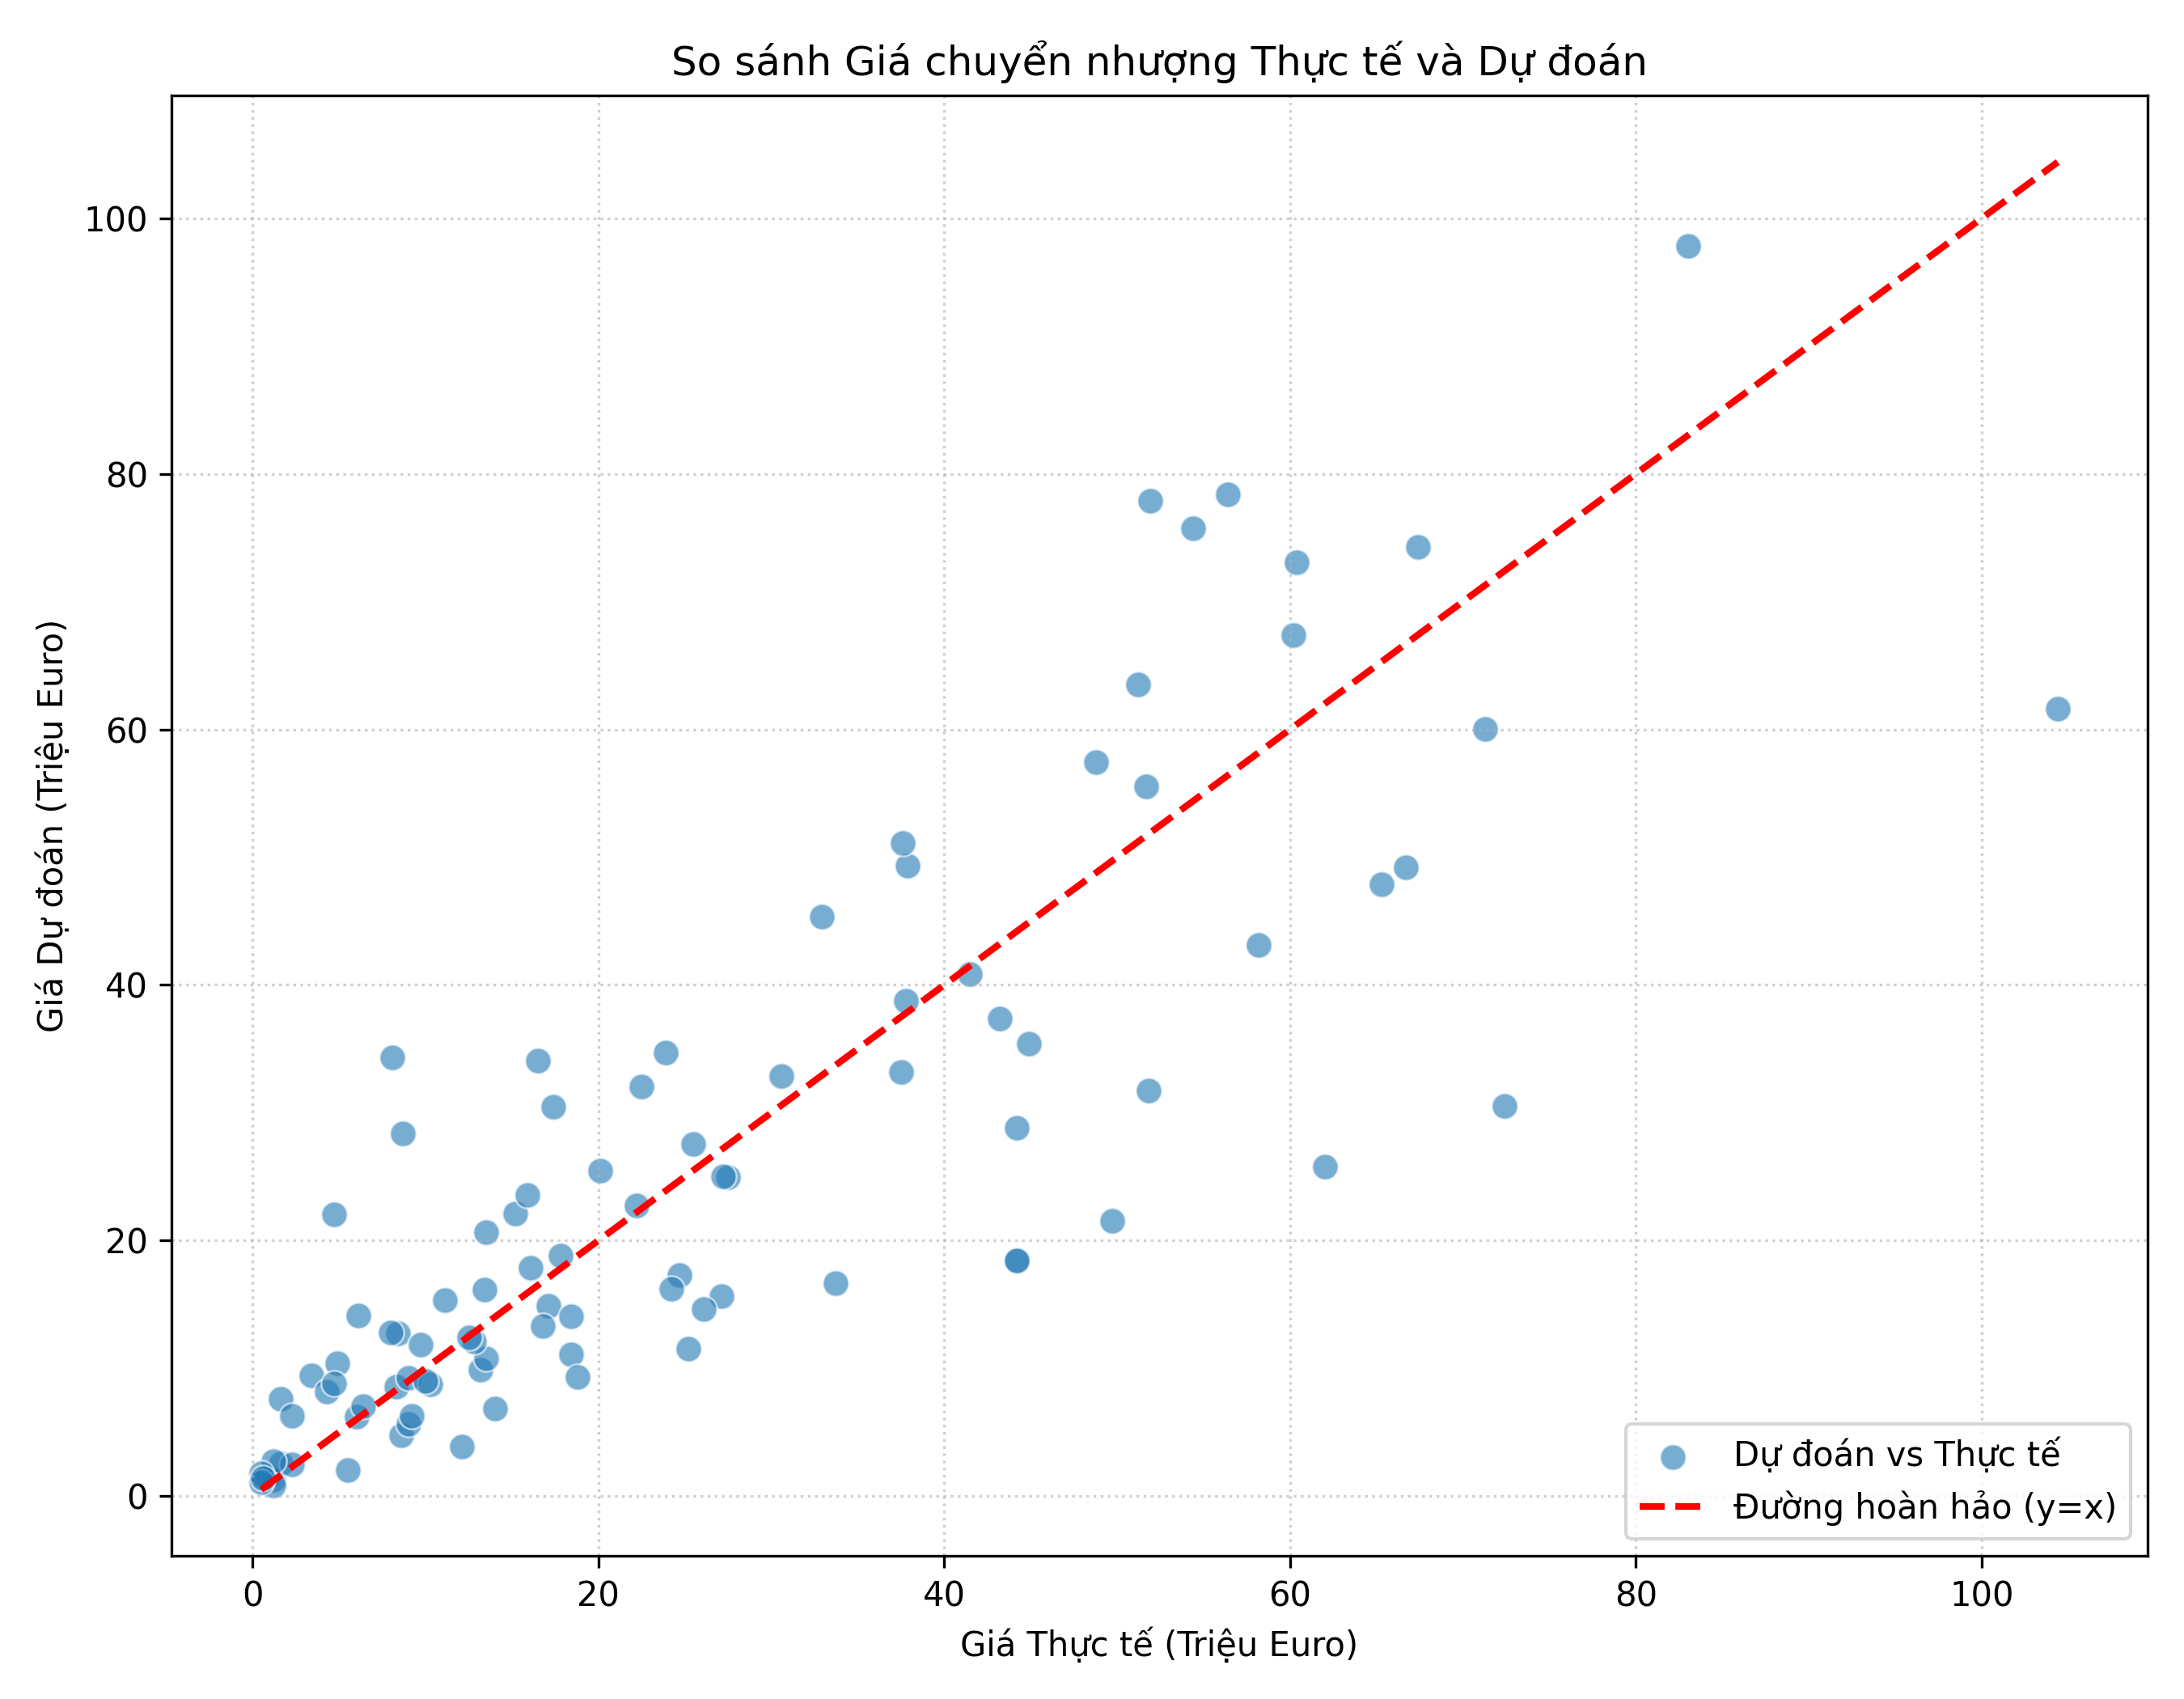 So sánh Giá chuyển nhượng Thực tế và Dự đoán
Giá Dự đoán (Triệu Euro)
100
80
60
40
20
0
0 20 40 60 80 100
Giá Thực tế (Triệu Euro)
Dự đoán vs Thực tế
Đường hoàn hảo (y=x)